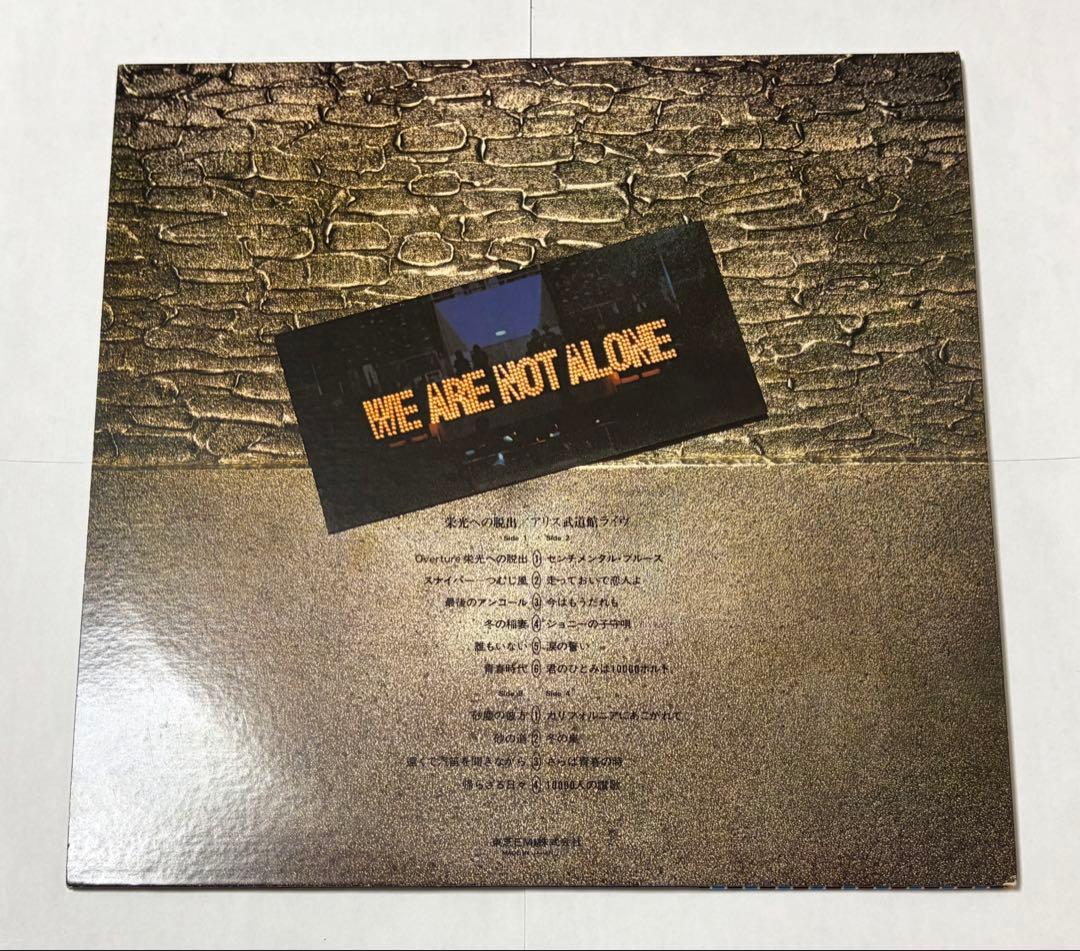 WE ARE NOT ALONE
栄光への脱出/アリス武道館ライヴ
Side 1 Side 2
Overture 栄光への脱出 ① センチメンタル・ブルース
スナイパー つむじ風 ② 走っておいで恋人よ
最後のアンコール ③ 今はもうだれも
冬の稲妻 ④ ジョニーの子守唄
誰もいない ⑤ 涙の誓い
青春時代 ⑥ 君のひとみは10000ボルト
Side 3 Side 4
砂塵の彼方 ① カリフォルニアにあこがれて
砂の道 ② 冬の
遠くで汽笛を聞きながら ③ さらば青春の時
帰らざる日々 ④ 10000人の讃歌
東芝EMI株式会社